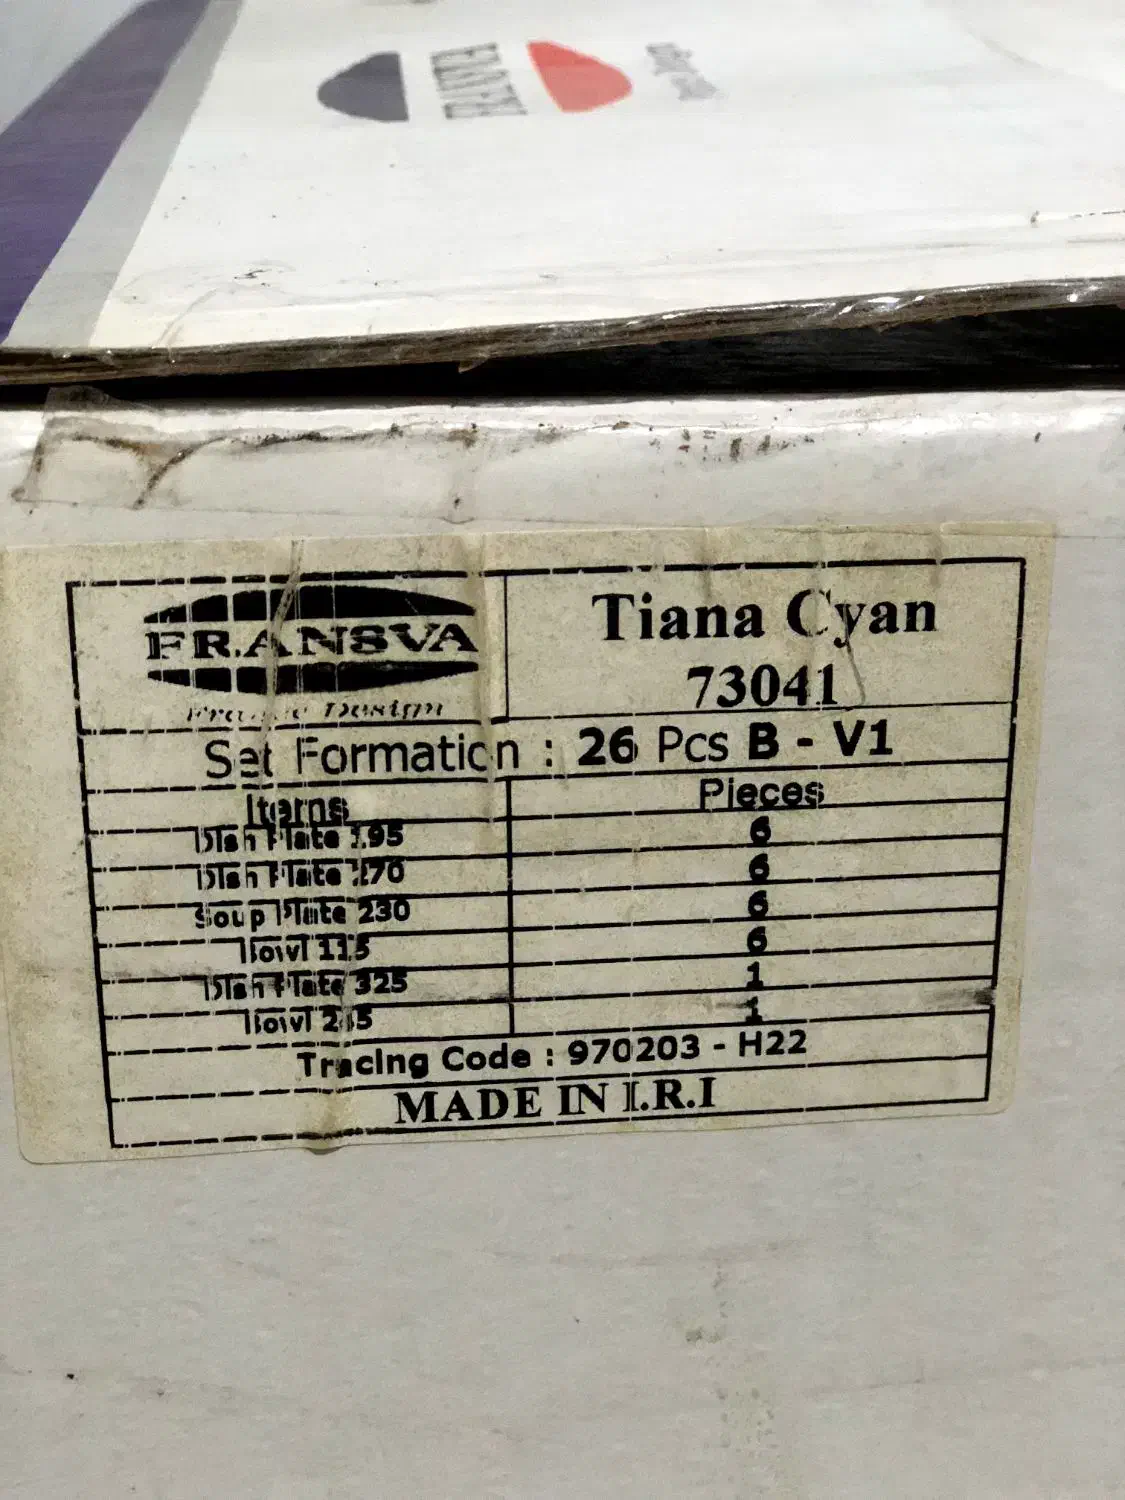 FRANSVA
Design
Tiana Cyan
73041
Set Formation : 26 Pcs B - V1
Items Pieces
Dish Plate 195 6
Dish Plate 270 6
Soup Plate 230 6
Bowl 115 6
Dish Plate 325 1
Bowl 1
Tracing Code : 970203 - H22
MADE IN I.R.I